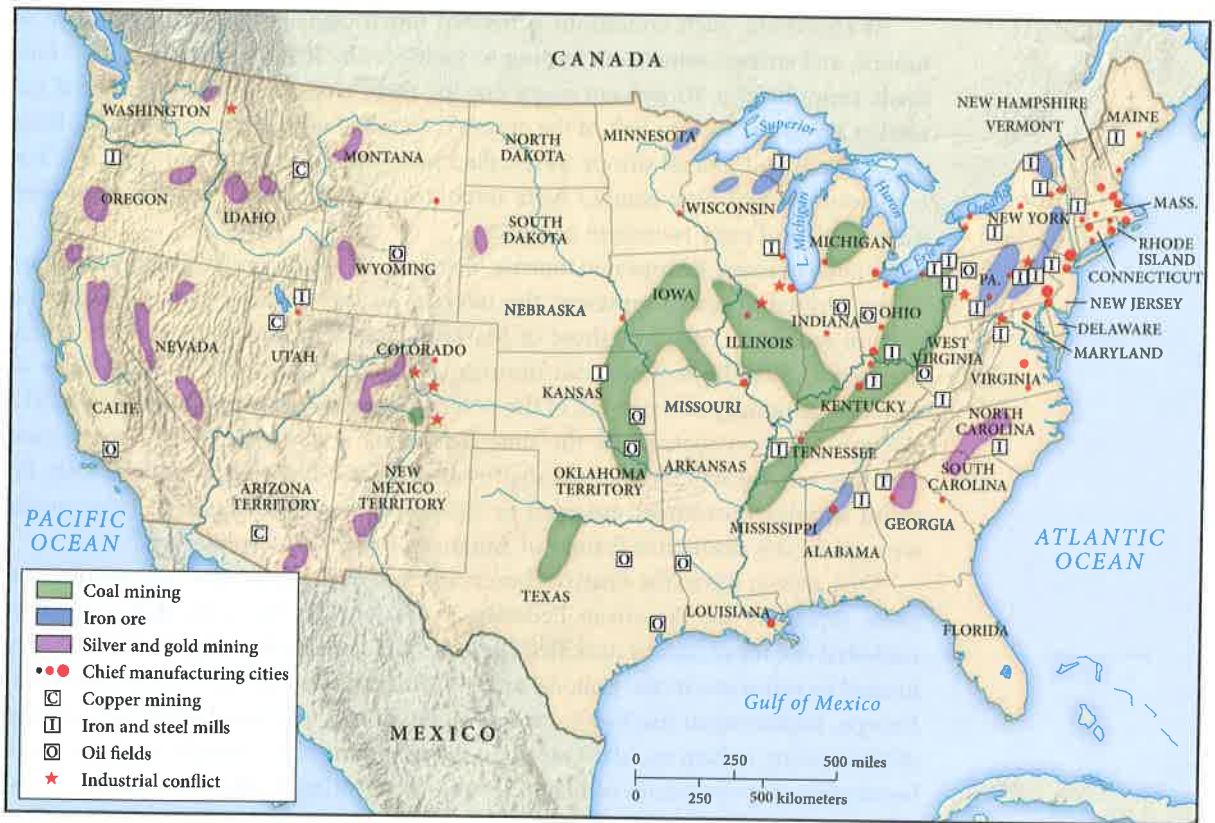 CANADA
WASHINGTON
MONTANA
NORTH
DAKOTA
MINNESOTA
Superior
NEW HAMPSHIRE
VERMONT
MAINE
OREGON
IDAHO
SOUTH
DAKOTA
WISCONSIN
L. Michigan
L. Huron
L. Ontario
NEW YORK
MASS.
WYOMING
MICHIGAN
L. Erie
RHODE
ISLAND
CONNECTICUT
PA.
NEW JERSEY
NEBRASKA
IOWA
DELAWARE
MARYLAND
NEVADA
UTAH
COLORADO
ILLINOIS
INDIANA
OHIO
WEST
VIRGINIA
VIRGINIA
CALIF.
KANSAS
MISSOURI
KENTUCKY
NORTH
CAROLINA
TENNESSEE
ARIZONA
TERRITORY
NEW
MEXICO
TERRITORY
OKLAHOMA
TERRITORY
ARKANSAS
SOUTH
CAROLINA
PACIFIC
OCEAN
MISSISSIPPI
ALABAMA
GEORGIA
ATLANTIC
OCEAN
TEXAS
LOUISIANA
FLORIDA
MEXICO
Gulf of Mexico
Coal mining
Iron ore
Silver and gold mining
Chief manufacturing cities
C Copper mining
I Iron and steel mills
O Oil fields
Industrial conflict
0 250 500 miles
0 250 500 kilometers